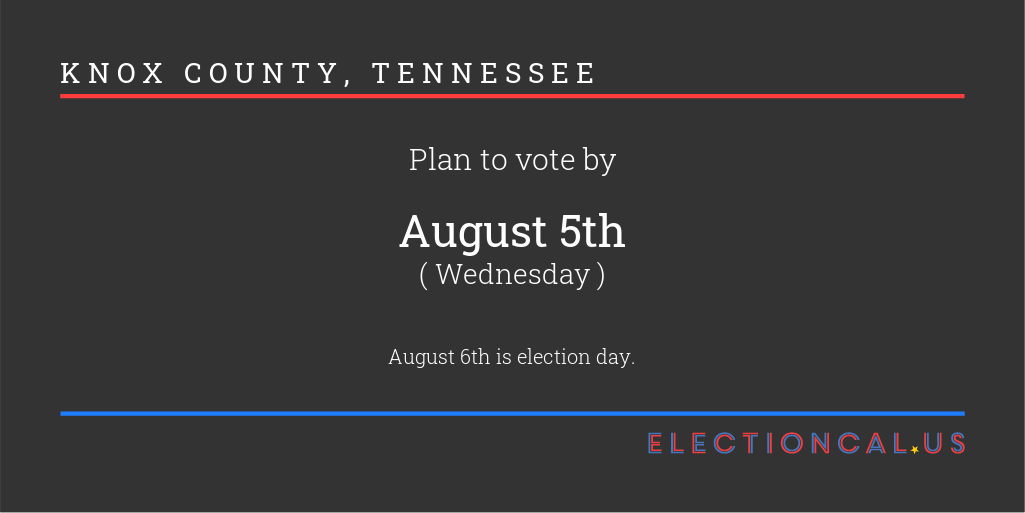 KNOX COUNTY, TENNESSEE
Plan to vote by
August 5th
( Wednesday )
August 6th is election day.
ELECTIONCAL.US